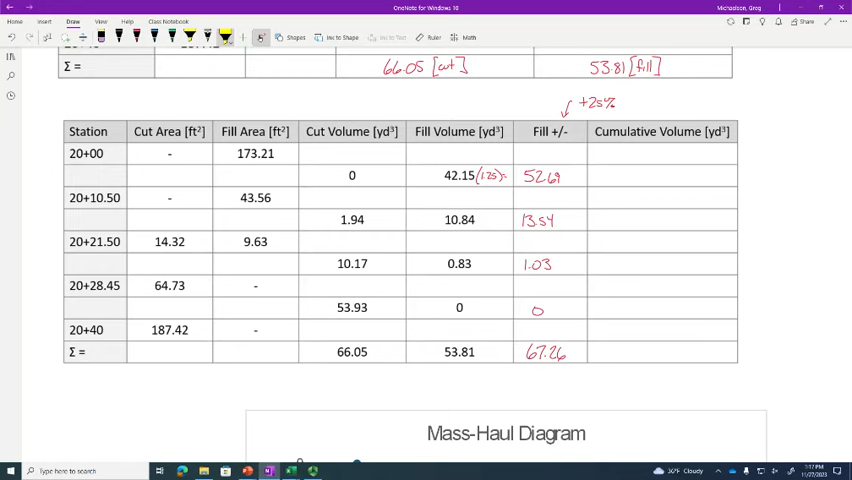 OneNote for Windows 10
Michaelson, Greg
Home Insert Draw View Help Class Notebook
Share
Shapes Ink to Shape Ink to Text Ruler Math
Σ = 66.05 [cut] 53.81 [fill]
+25%
Station Cut Area [ft²] Fill Area [ft²] Cut Volume [yd³] Fill Volume [yd³] Fill +/- Cumulative Volume [yd³]
20+00 - 173.21
0 42.15 (1.25)= 52.69
20+10.50 - 43.56
1.94 10.84 13.54
20+21.50 14.32 9.63
10.17 0.83 1.03
20+28.45 64.73 -
53.93 0 0
20+40 187.42 -
Σ = 66.05 53.81 67.26
Mass-Haul Diagram
Type here to search
36°F Cloudy
1:17 PM
11/27/2023